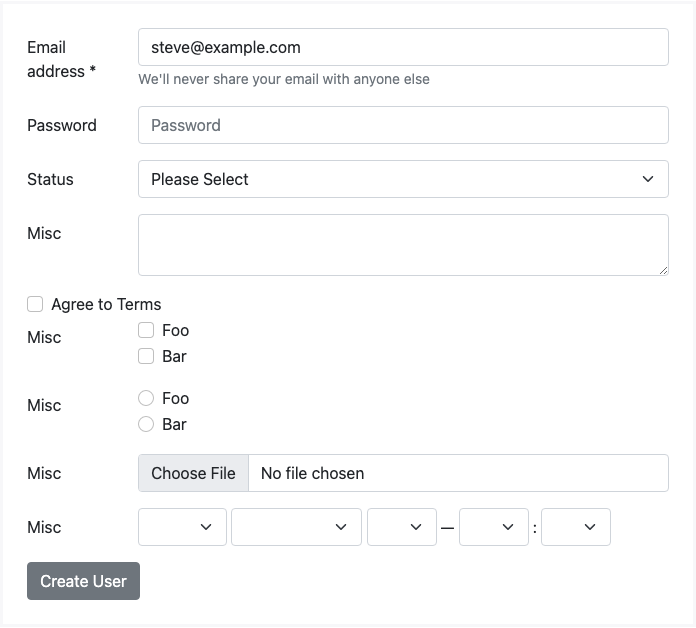 Email
address *
steve@example.com
We'll never share your email with anyone else
Password
Password
Status
Please Select
Misc
Agree to Terms
Misc
Foo
Bar
Misc
Foo
Bar
Misc
Choose File
No file chosen
Misc
— :
Create User